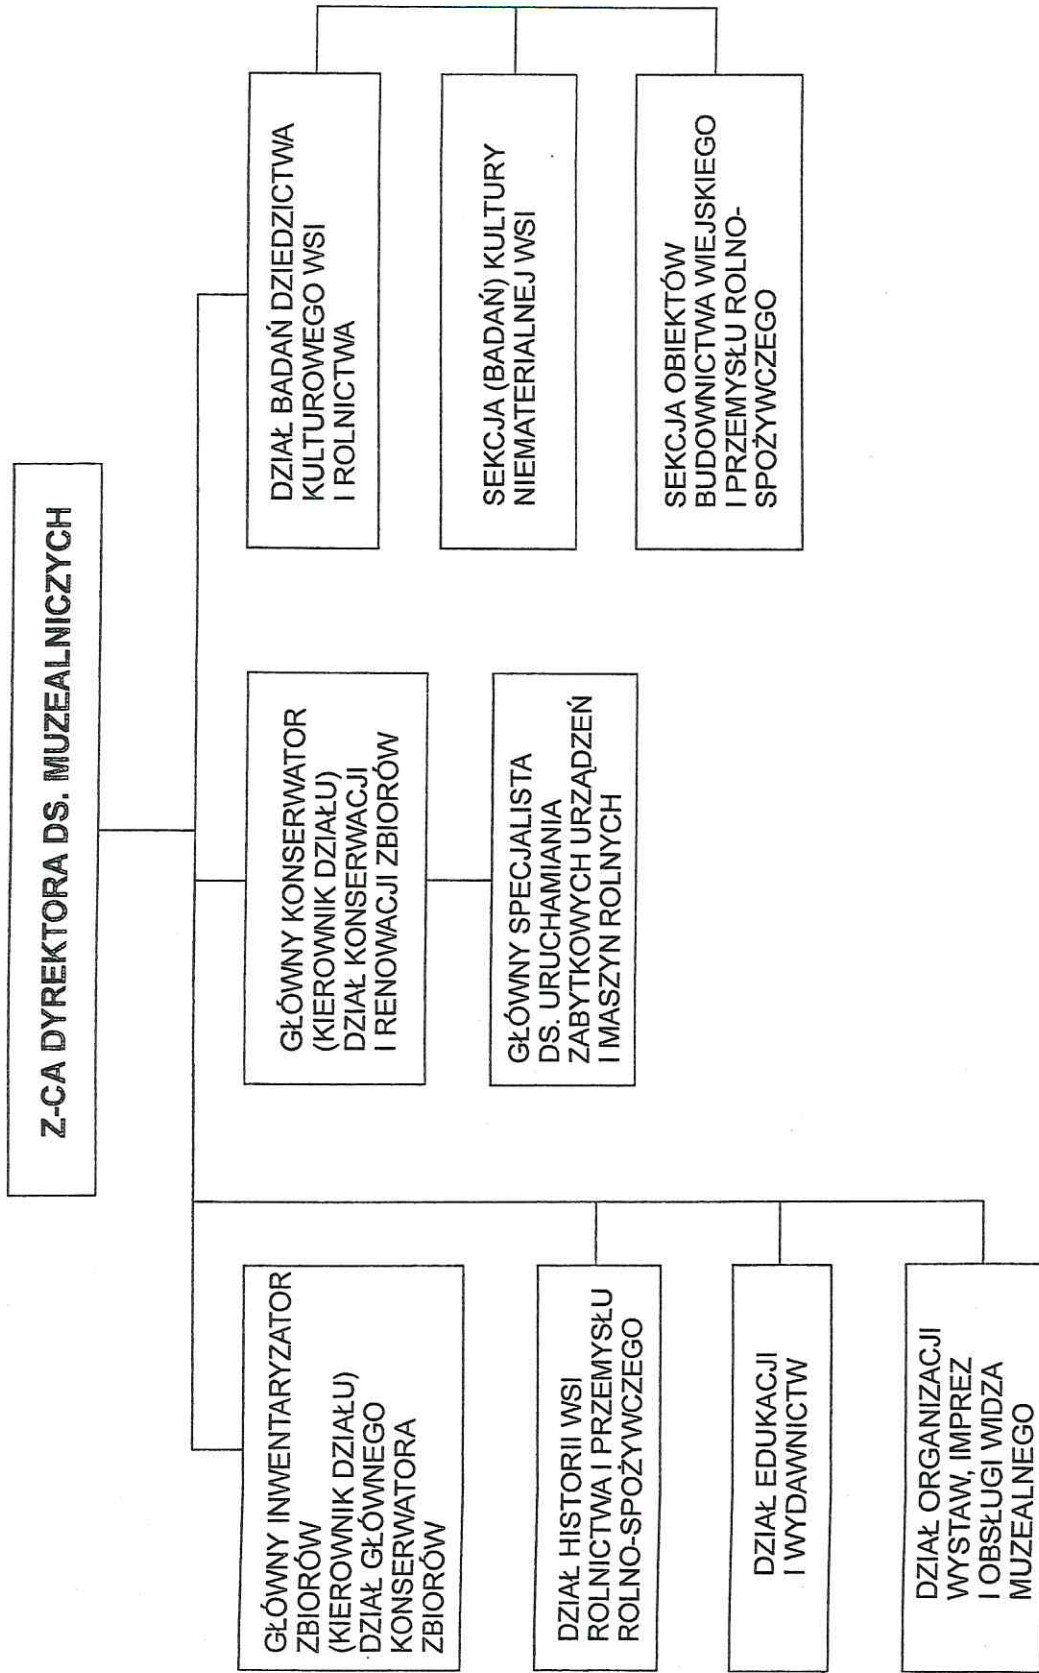 Z-CA DYREKTORA DS. MUZEALNICZYCH
GŁÓWNY INWENTARYZATOR
ZBIORÓW
(KIEROWNIK DZIAŁU)
DZIAŁ GŁÓWNEGO
KONSERWATORA
ZBIORÓW
DZIAŁ HISTORII WSI
ROLNICTWA I PRZEMYSŁU
ROLNO-SPOŻYWCZEGO
DZIAŁ EDUKACJI
I WYDAWNICTW
DZIAŁ ORGANIZACJI
WYSTAW, IMPREZ
I OBSŁUGI WIDZA
MUZEALNEGO
GŁÓWNY KONSERWATOR
(KIEROWNIK DZIAŁU)
DZIAŁ KONSERWACJI
I RENOWACJI ZBIORÓW
GŁÓWNY SPECJALISTA
DS. URUCHAMIANIA
ZABYTKOWYCH URZĄDZEŃ
I MASZYN ROLNYCH
DZIAŁ BADAŃ DZIEDZICTWA
KULTUROWEGO WSI
I ROLNICTWA
SEKCJA (BADAŃ) KULTURY
NIEMATERIALNEJ WSI
SEKCJA OBIEKTÓW
BUDOWNICTWA WIEJSKIEGO
I PRZEMYSŁU ROLNO-
SPOŻYWCZEGO